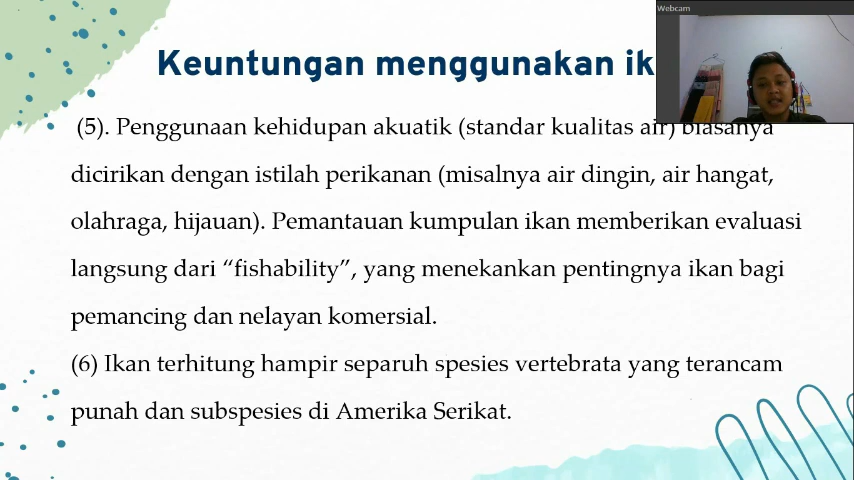 Webcam
Keuntungan menggunakan ik
(5). Penggunaan kehidupan akuatik (standar kualitas air) biasanya
dicirikan dengan istilah perikanan (misalnya air dingin, air hangat,
olahraga, hijauan). Pemantauan kumpulan ikan memberikan evaluasi
langsung dari “fishability”, yang menekankan pentingnya ikan bagi
pemancing dan nelayan komersial.
(6) Ikan terhitung hampir separuh spesies vertebrata yang terancam
punah dan subspesies di Amerika Serikat.